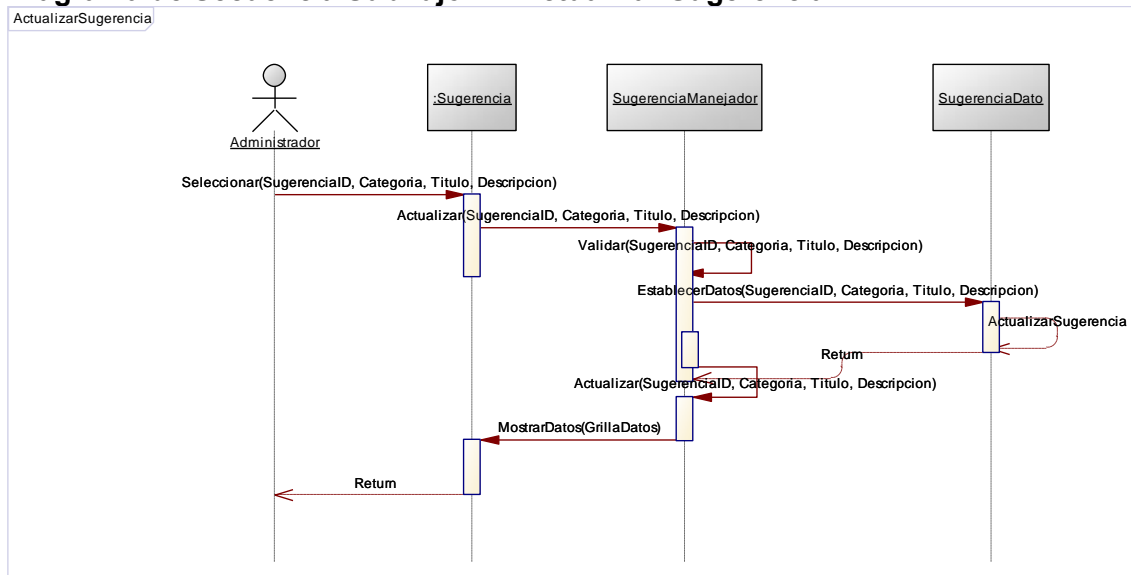 ActualizarSugerencia
:Sugerencia
SugerenciaManejador
SugerenciaDato
Administrador
Seleccionar(SugerenciaID, Categoria, Titulo, Descripcion)
Actualizar(SugerenciaID, Categoria, Titulo, Descripcion)
Validar(SugerenciaID, Categoria, Titulo, Descripcion)
EstablecerDatos(SugerenciaID, Categoria, Titulo, Descripcion)
ActualizarSugerencia
Return
Actualizar(SugerenciaID, Categoria, Titulo, Descripcion)
MostrarDatos(GrillaDatos)
Return